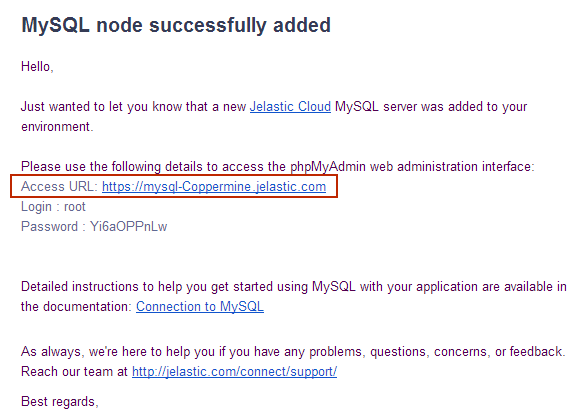 MySQL node successfully added
Hello,
Just wanted to let you know that a new Jelastic Cloud MySQL server was added to your
environment.
Please use the following details to access the phpMyAdmin web administration interface:
Access URL: https://mysql-Coppermine.jelastic.com
Login : root
Password : Yi6aOPPnLw
Detailed instructions to help you get started using MySQL with your application are available in
the documentation: Connection to MySQL
As always, we're here to help you if you have any problems, questions, concerns, or feedback.
Reach our team at http://jelastic.com/connect/support/
Best regards,